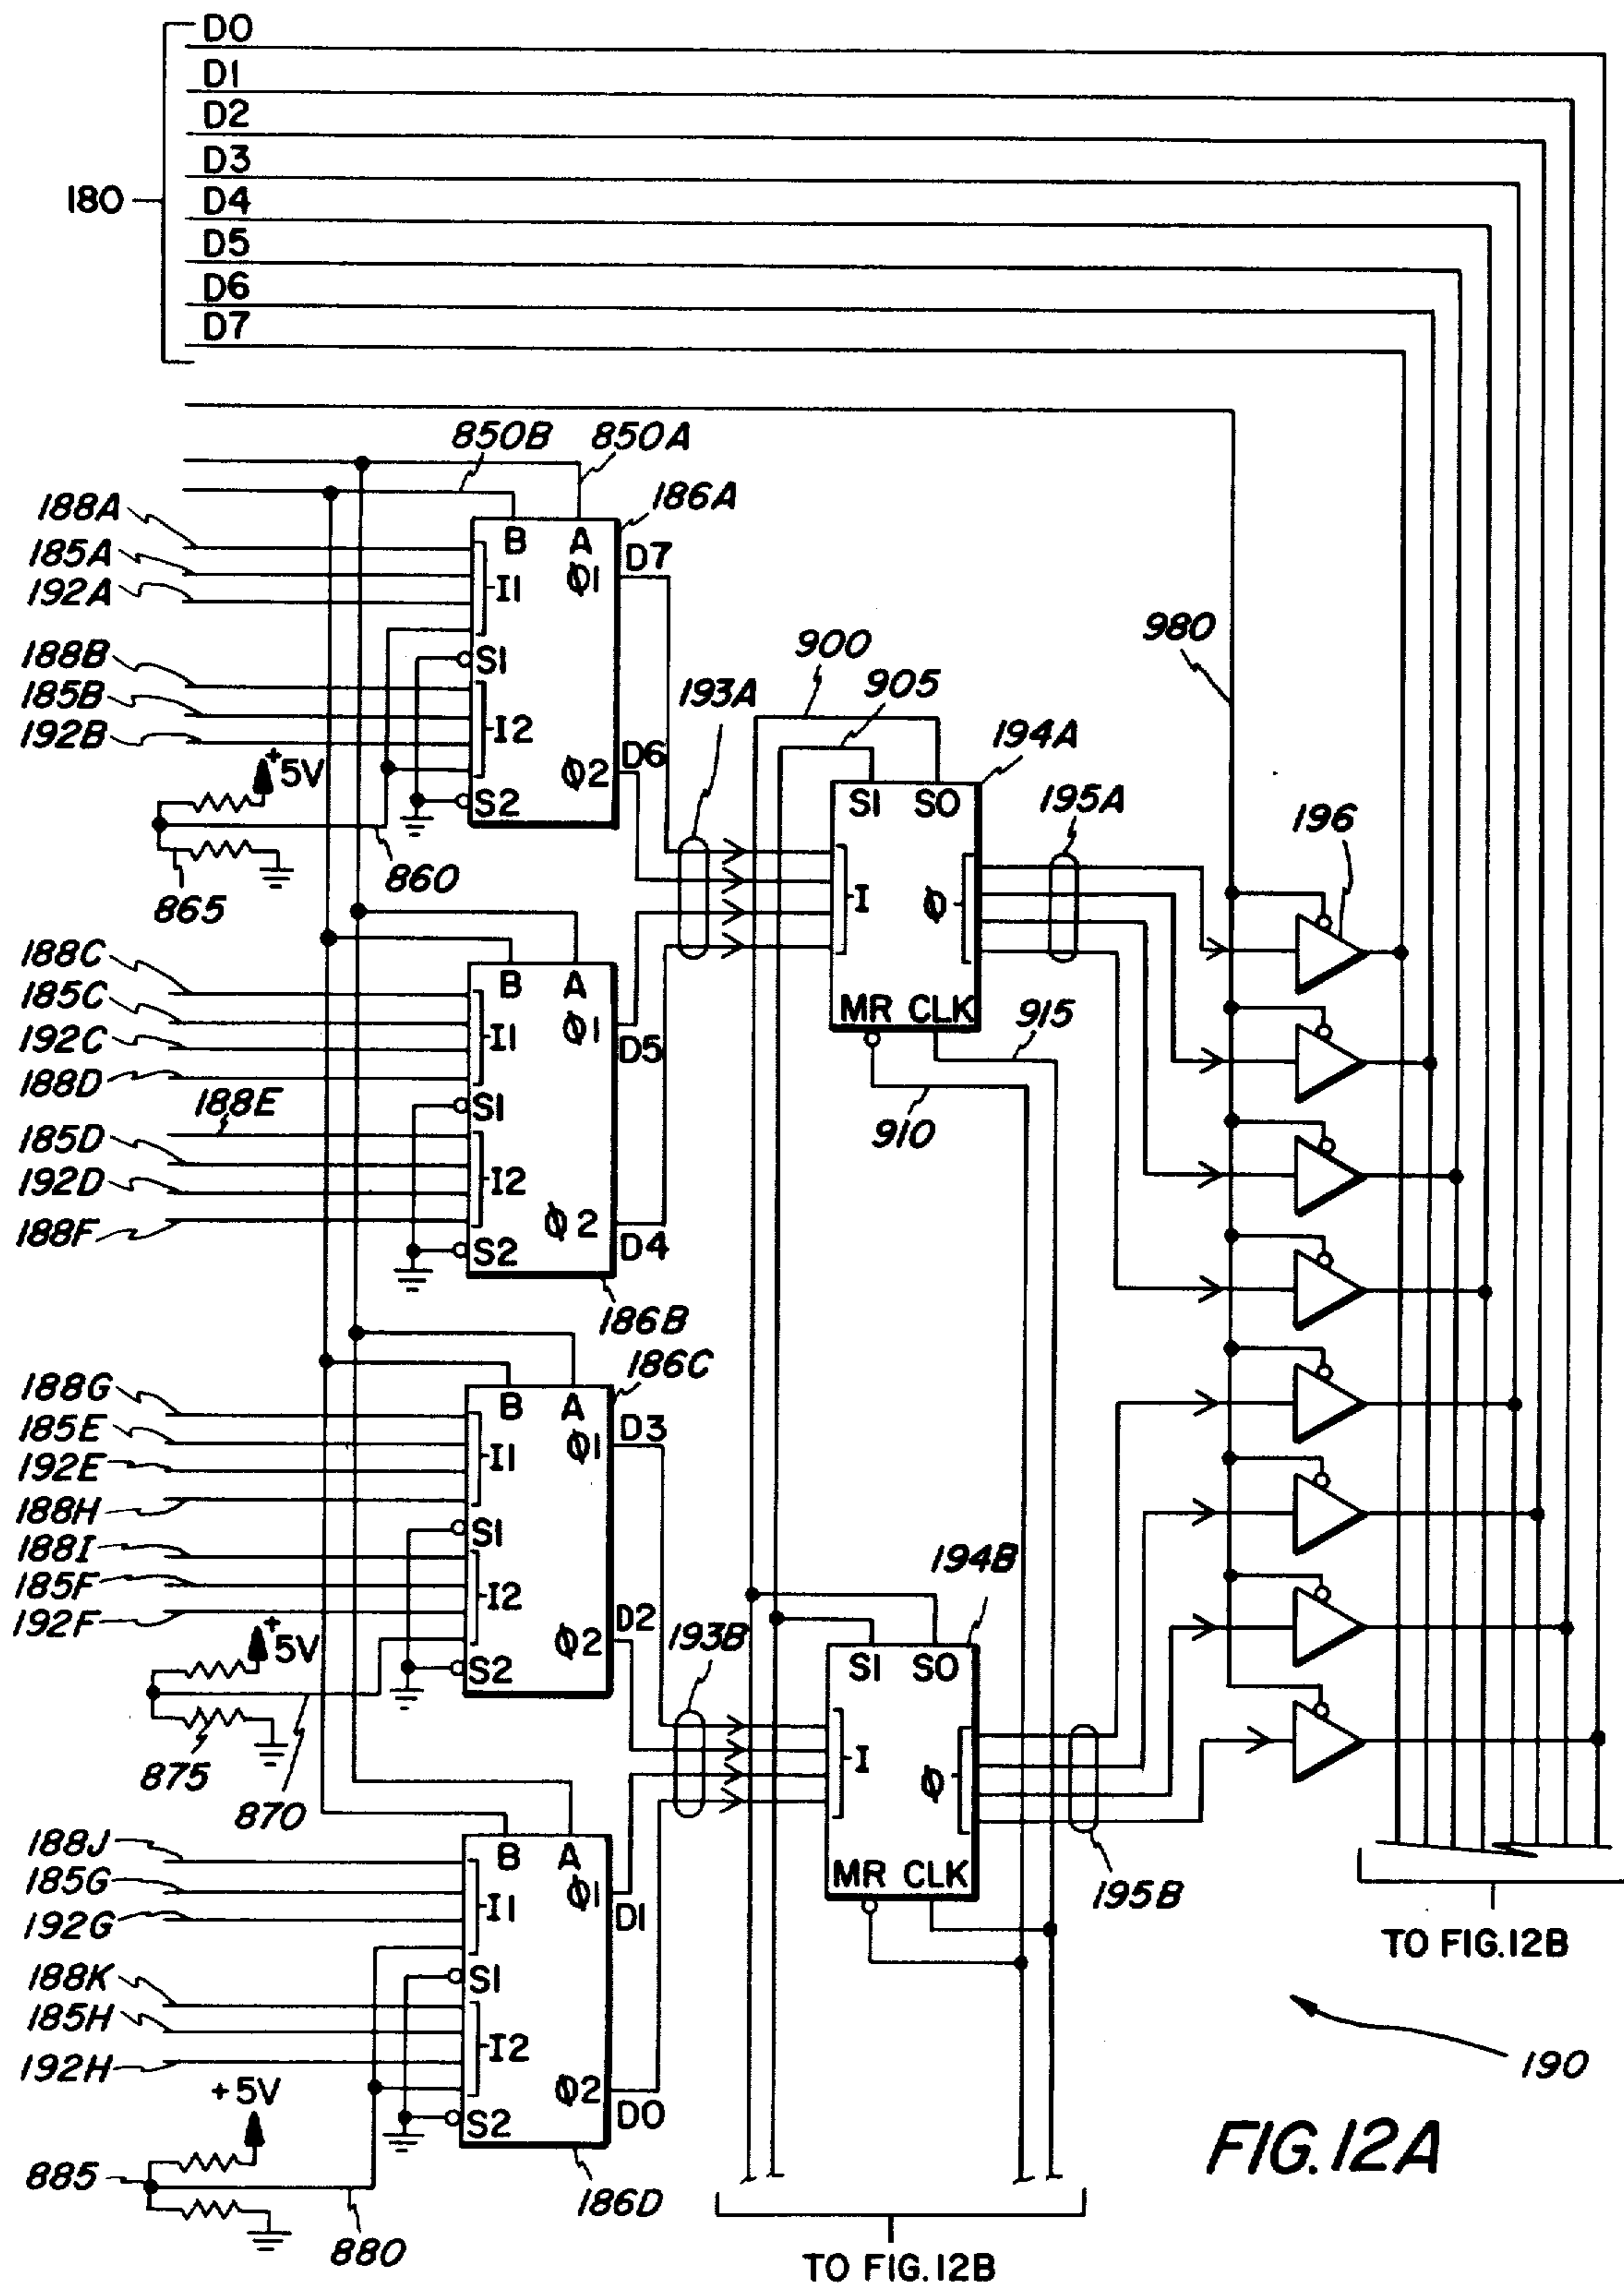 D0
D1
D2
D3
180
D4
D5
D6
D7
850B
850A
188A
186A
B A
D7
185A
Φ1
I1
192A
900
980
188B
S1
905
185B
193A
I2
192B
194A
D6
+5V
Φ2
S2
SI SO
195A
196
860
865
I
Φ
188C
B A
185C
MR CLK
915
Φ1
I1
192C
D5
188D
188E
S1
910
185D
I2
192D
Φ2
188F
D4
S2
186B
186C
188G
B A
D3
185E
Φ1
I1
192E
188H
S1
188I
194B
185F
I2
192F
D2
193B
+5V
Φ2
S2
SI SO
875
I
870
Φ
188J
B A
185G
MR CLK
195B
Φ1
I1
192G
D1
TO FIG.12B
188K
S1
185H
I2
192H
190
+5V
Φ2
S2
D0
FIG.12A
885
186D
880
TO FIG.12B